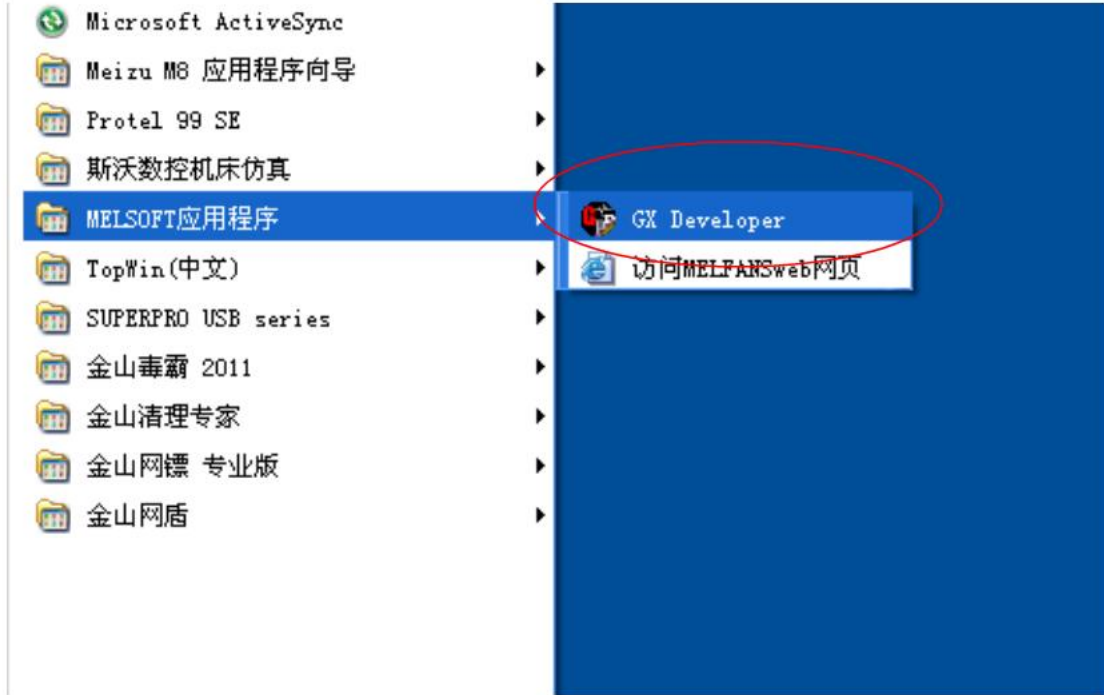 Microsoft ActiveSync
Meizu M8 应用程序向导
Protel 99 SE
斯沃数控机床仿真
MELSOFT应用程序
GX Developer
TopWin(中文)
访问MELFANSweb网页
SUPERPRO USB series
金山毒霸 2011
金山清理专家
金山网镖 专业版
金山网盾